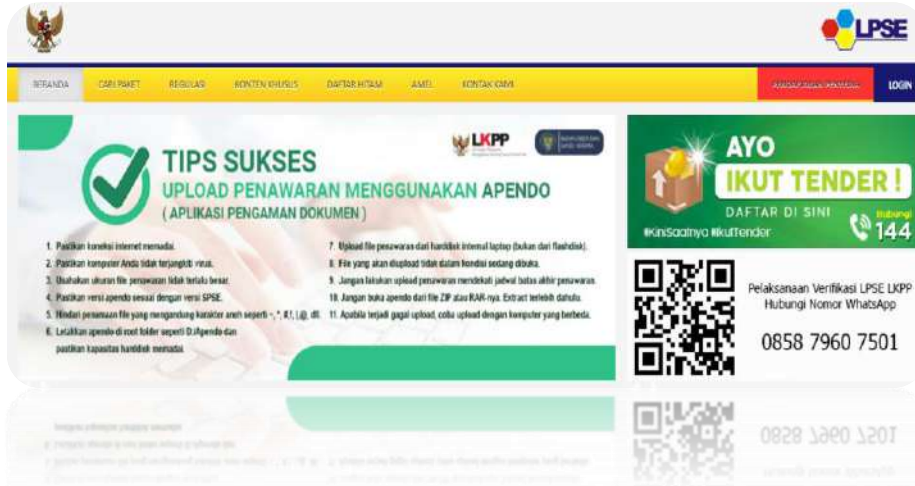 LPSE
BERANDA
CARI PAKET
REGULASI
KONTEN KHUSUS
DAFTAR HITAM
AMEL
KONTAK KAMI
LOGIN
LKPP
TIPS SUKSES
UPLOAD PENAWARAN MENGGUNAKAN APENDO
( APLIKASI PENGAMAN DOKUMEN )
1. Pastikan koneksi internet memadai.
2. Pastikan komputer Anda tidak terjangkiti virus.
3. Usahakan ukuran file penawaran tidak terlalu besar.
4. Pastikan versi apendo sesuai dengan versi SPSE.
5. Hindari penamaan file yang mengandung karakter aneh seperti ~, *, #,!, |,@, dll.
6. Letakkan apendo di root folder seperti D:/Apendo dan
pastikan kapasitas harddisk memadai.
7. Upload file penawaran dari harddisk internal laptop (bukan dari flashdisk).
8. File yang akan diupload tidak dalam kondisi sedang dibuka.
9. Jangan lakukan upload penawaran mendekati jadwal batas akhir penawaran.
10. Jangan buka apendo dari file ZIP atau RAR-nya. Extract terlebih dahulu.
11. Apabila terjadi gagal upload, coba upload dengan komputer yang berbeda.
AYO
IKUT TENDER !
DAFTAR DI SINI
#KiniSaatnya #IkutTender
Hubungi
144
Pelaksanaan Verifikasi LPSE LKPP
Hubungi Nomor WhatsApp
0858 7960 7501